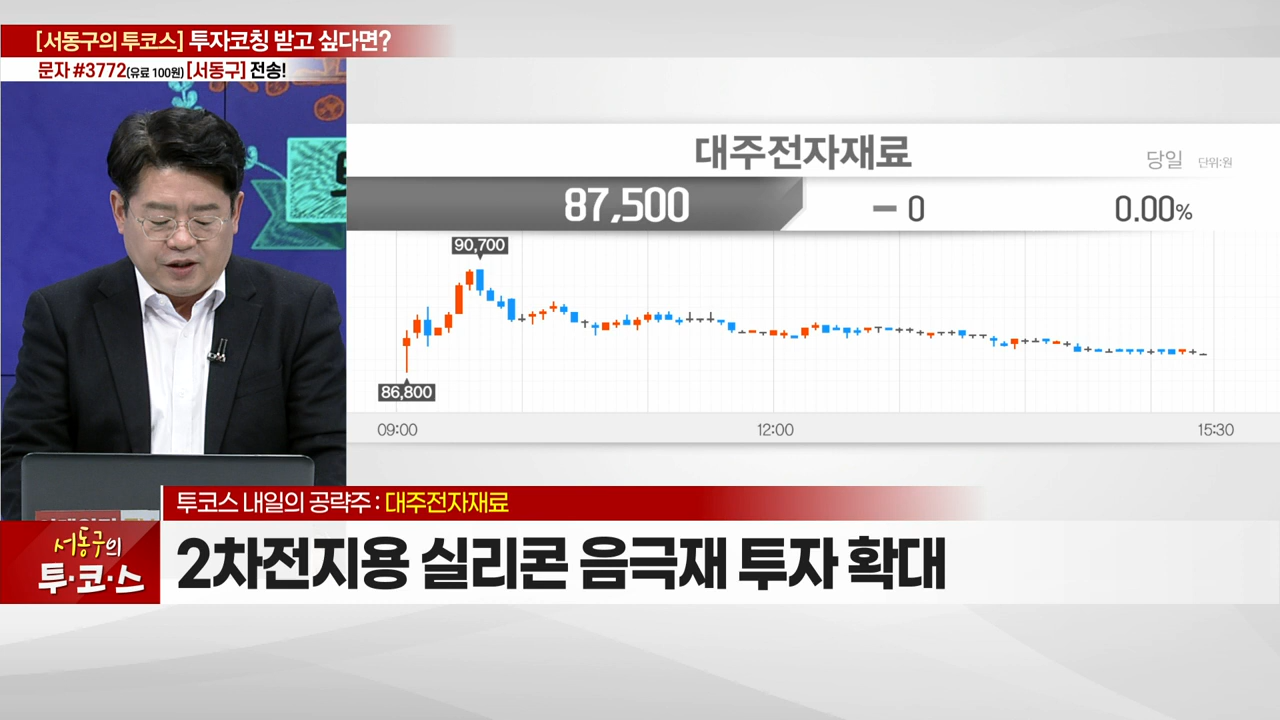 [서동구의 투코스] 투자코칭 받고 싶다면?
문자 #3772(유료 100원) [서동구] 전송!
대주전자재료
당일 단위:원
87,500 0 0.00%
90,700
86,800
09:00 12:00 15:30
투코스 내일의 공략주 : 대주전자재료
서동구의
투·코·스
2차전지용 실리콘 음극재 투자 확대